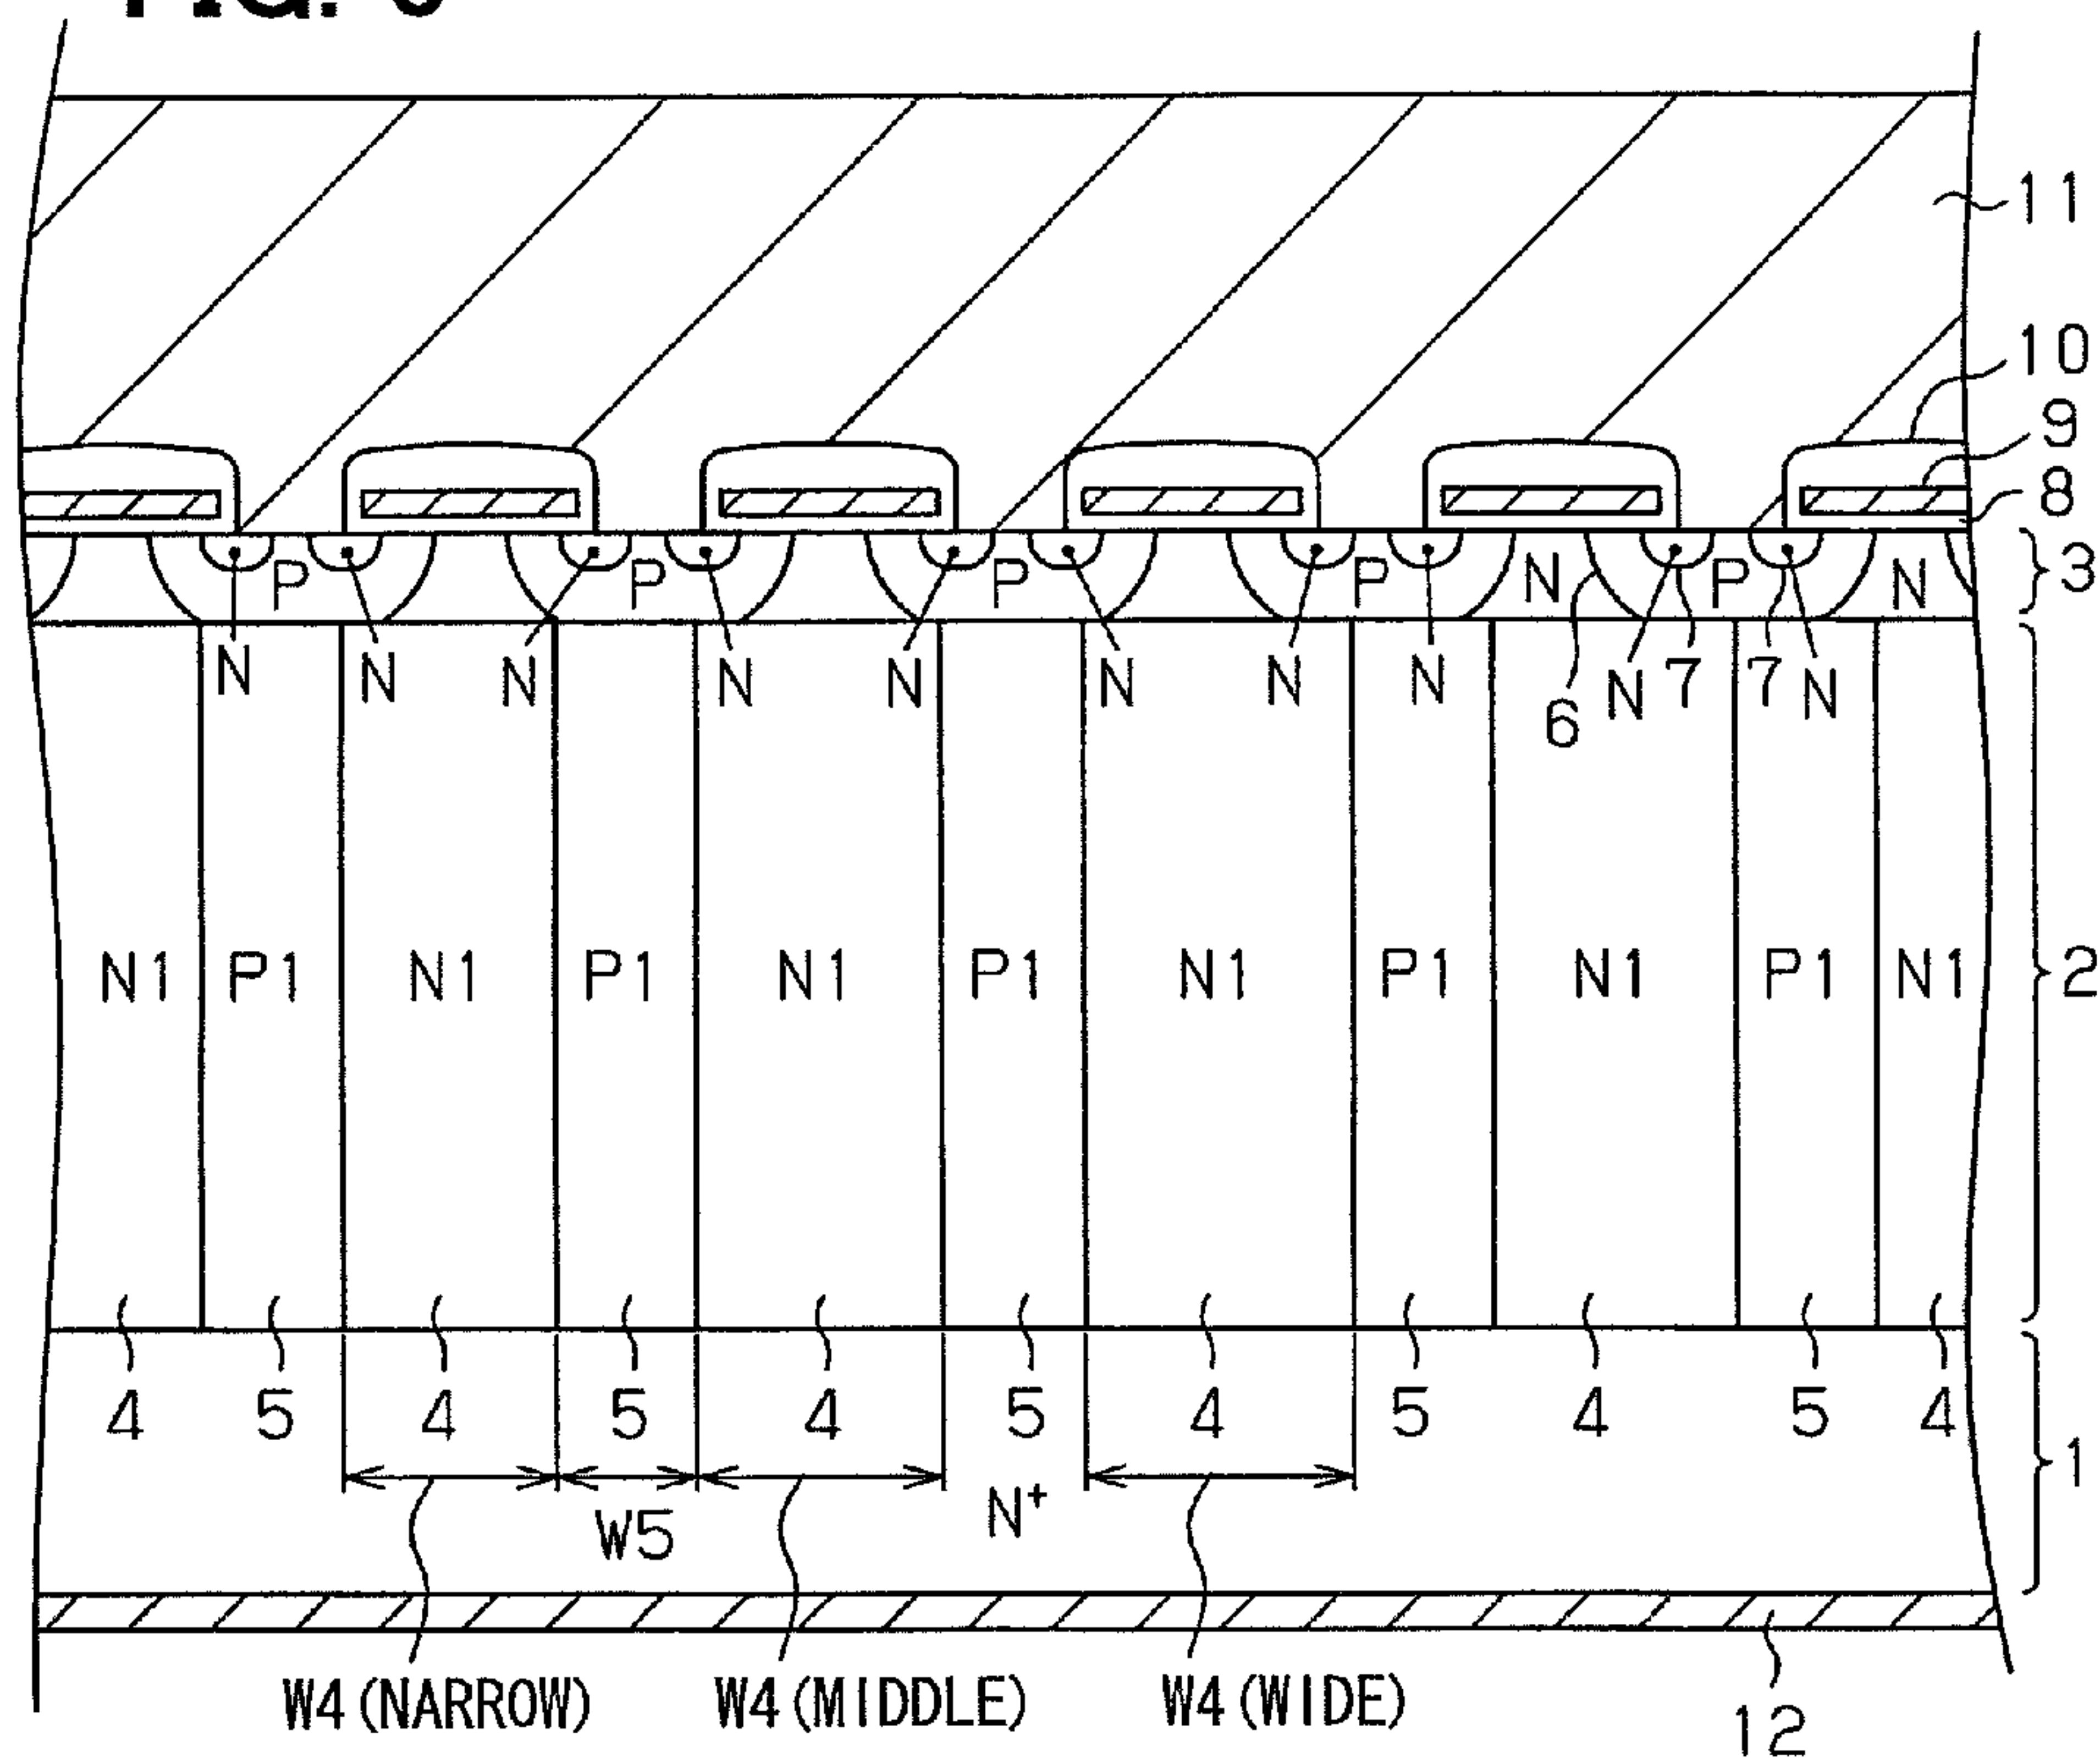 11
10
9
8
P P P P N P N 3
N N N N N N N N 6 N 7 7 N
N1 P1 N1 P1 N1 P1 N1 P1 N1 P1 N1 2
4 5 4 5 4 5 4 5 4 5 4
1
W5 N+
W4(NARROW) W4(MIDDLE) W4(WIDE) 12